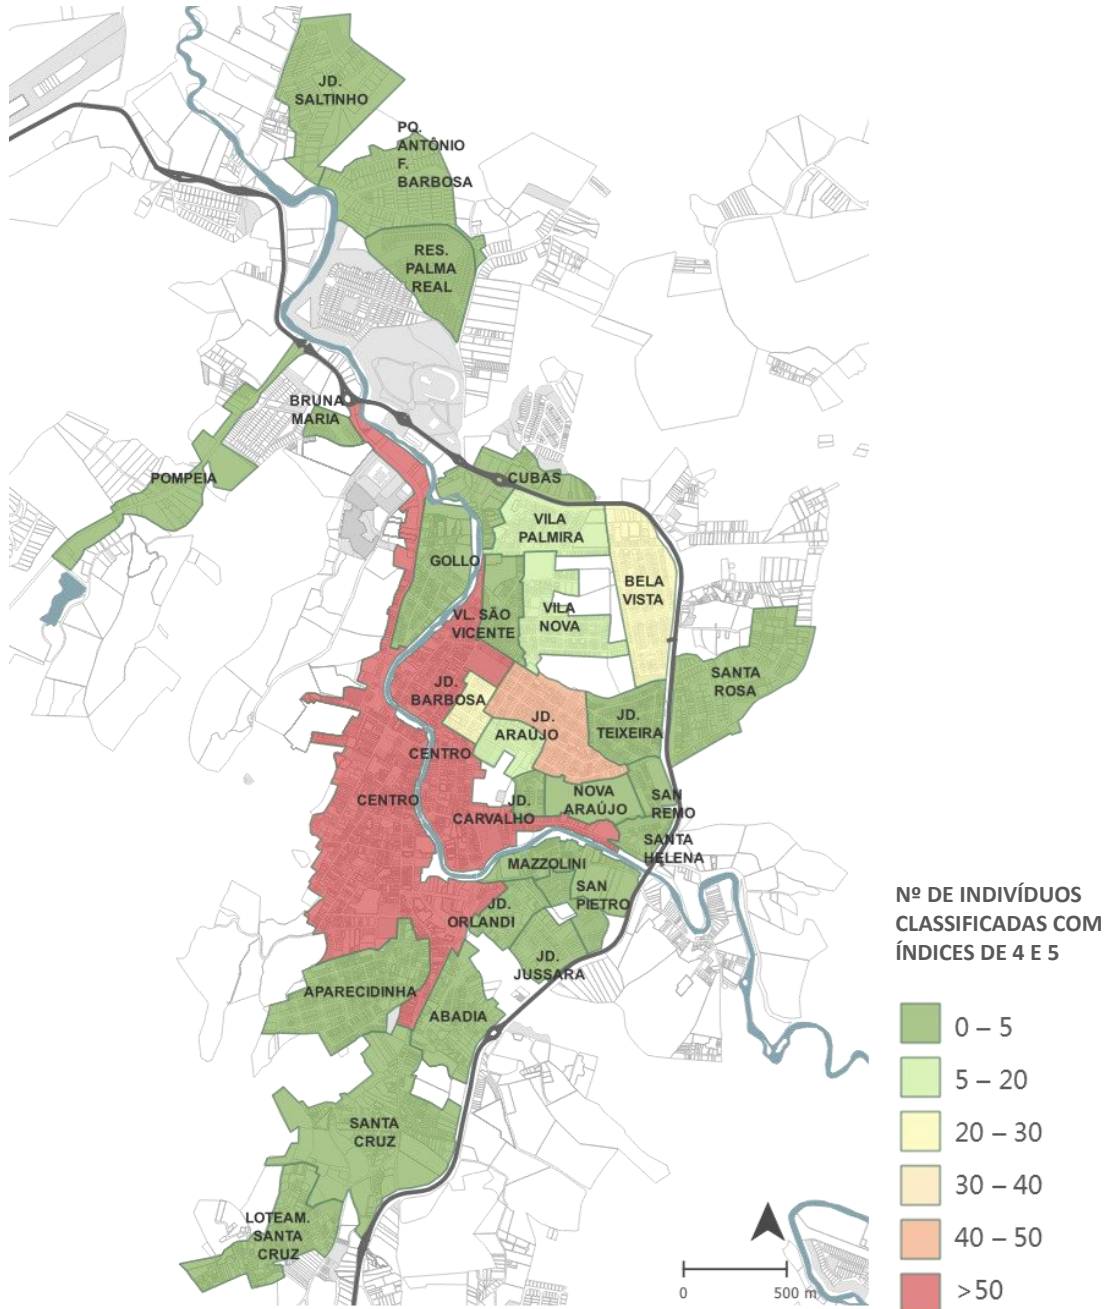 JD.
SALTINHO
PQ.
ANTÔNIO
F.
BARBOSA
RES.
PALMA
REAL
BRUNA
MARIA
POMPEIA
CUBAS
VILA
PALMIRA
GOLLO
BELA
VISTA
VL. SÃO
VICENTE
VILA
NOVA
SANTA
ROSA
JD.
BARBOSA
JD.
ARAÚJO
JD.
TEIXEIRA
CENTRO
CENTRO
JD.
CARVALHO
NOVA
ARAÚJO
SAN
REMO
SANTA
HELENA
MAZZOLINI
SAN
PIETRO
JD.
ORLANDI
JD.
JUSSARA
APARECIDINHA
ABADIA
SANTA
CRUZ
LOTEAM.
SANTA
CRUZ
Nº DE INDIVÍDUOS
CLASSIFICADAS COM
ÍNDICES DE 4 E 5
0 – 5
5 – 20
20 – 30
30 – 40
40 – 50
>50
0 500 m